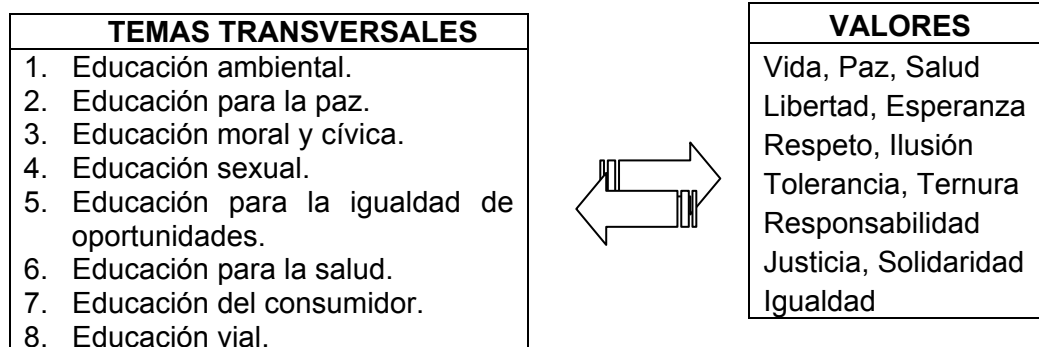 TEMAS TRANSVERSALES
1. Educación ambiental.
2. Educación para la paz.
3. Educación moral y cívica.
4. Educación sexual.
5. Educación para la igualdad de
oportunidades.
6. Educación para la salud.
7. Educación del consumidor.
8. Educación vial.
VALORES
Vida, Paz, Salud
Libertad, Esperanza
Respeto, Ilusión
Tolerancia, Ternura
Responsabilidad
Justicia, Solidaridad
Igualdad